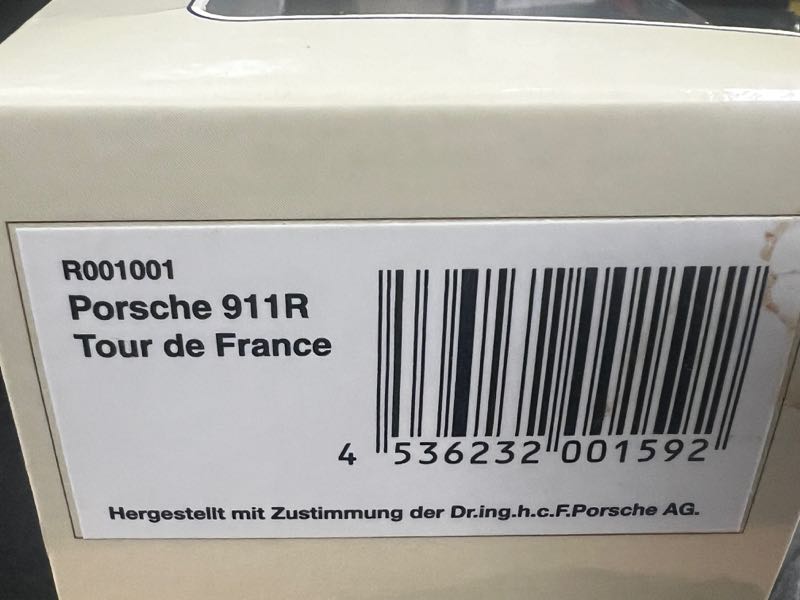 R001001
Porsche 911R
Tour de France
4 536232 001592
Hergestellt mit Zustimmung der Dr.ing.h.c.F.Porsche AG.